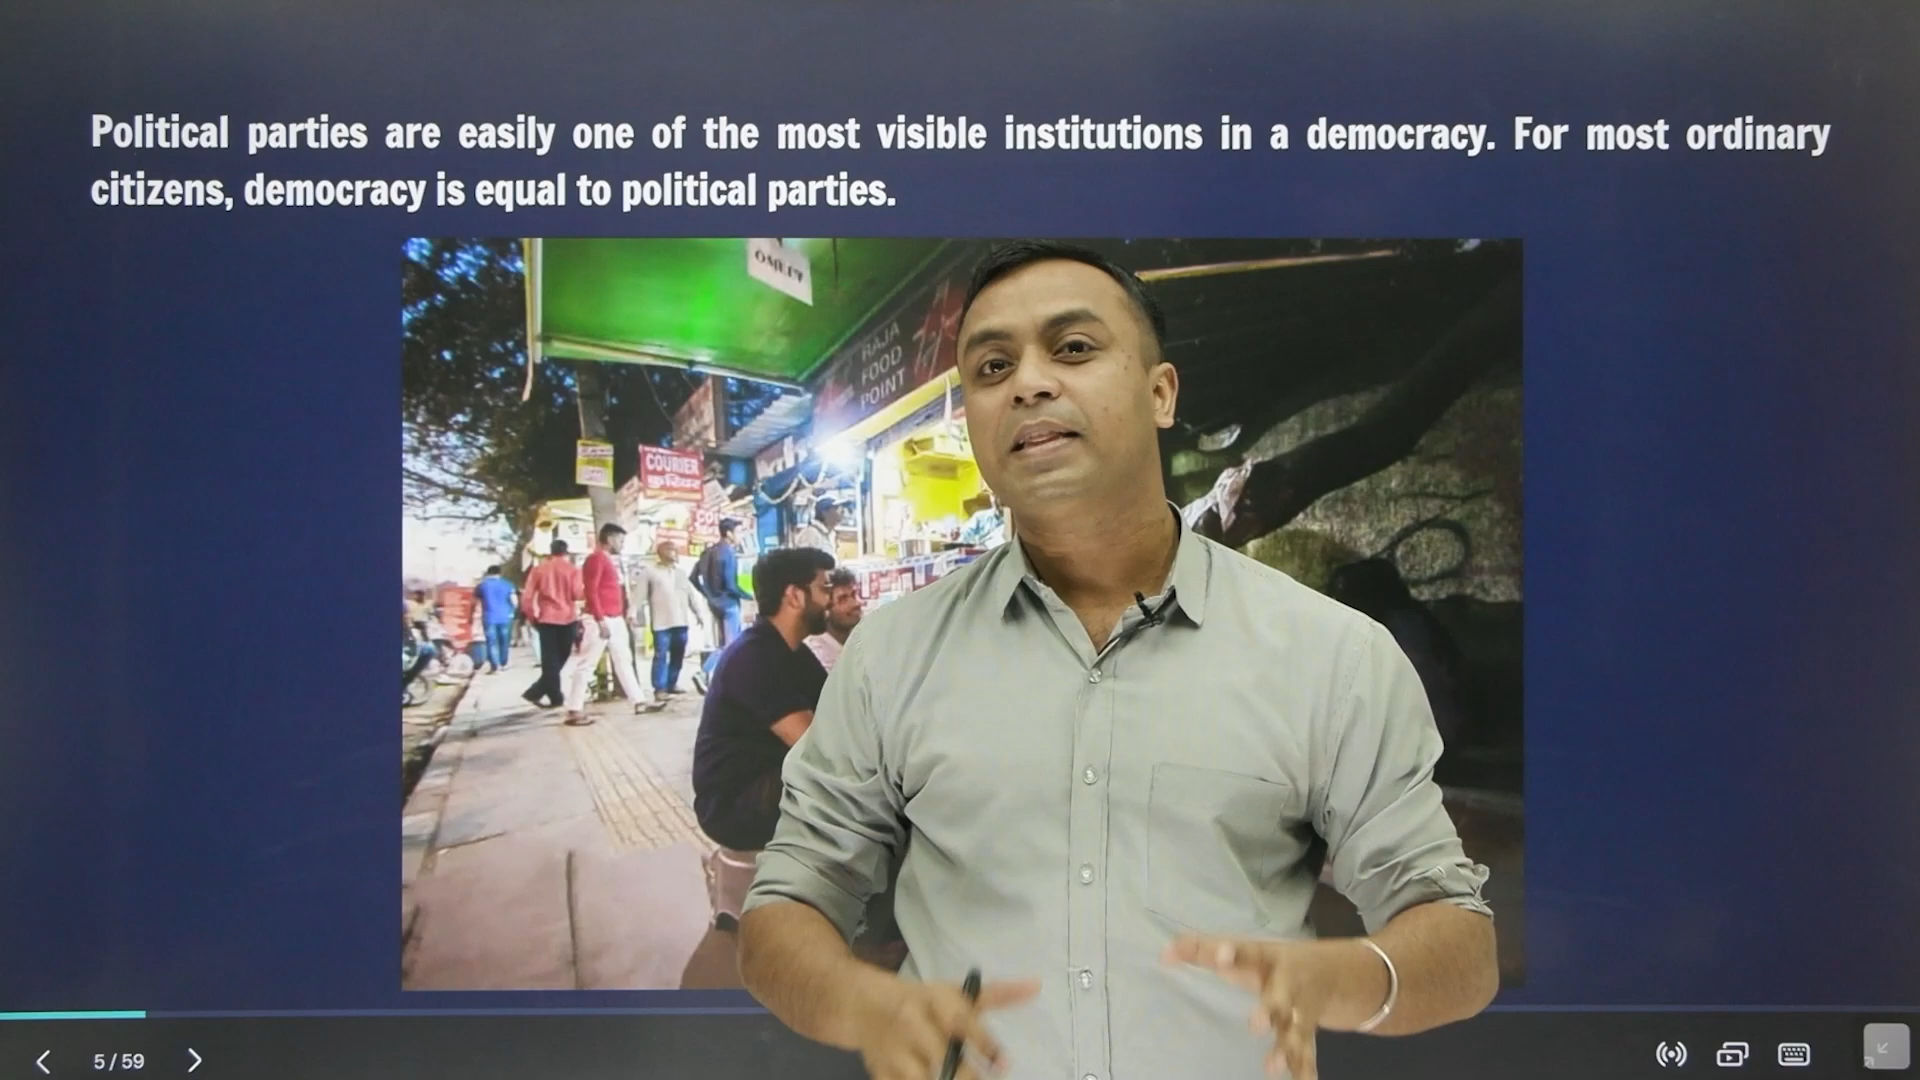 Political parties are easily one of the most visible institutions in a democracy. For most ordinary
citizens, democracy is equal to political parties.
RAJA
FOOD
POINT
COURIER
कुरियर
5 / 59